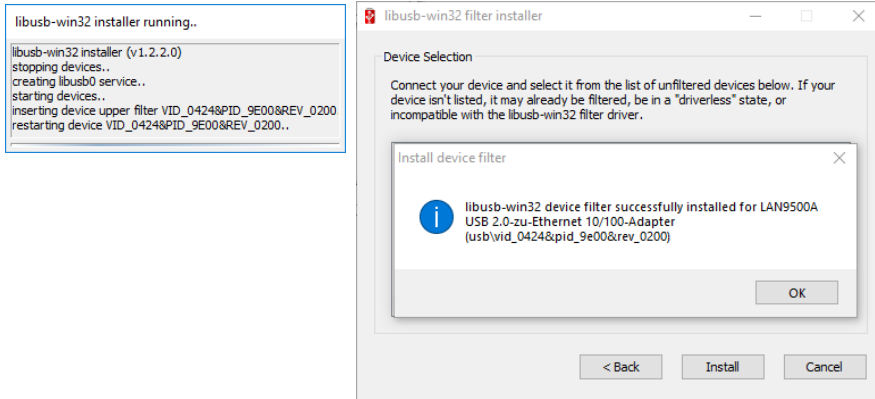 libusb-win32 installer running..
libusb-win32 installer (v1.2.2.0)
stopping devices..
creating libusb0 service..
starting devices..
inserting device upper filter VID_0424&PID_9E00&REV_0200
restarting device VID_0424&PID_9E00&REV_0200..
libusb-win32 filter installer
Device Selection
Connect your device and select it from the list of unfiltered devices below. If your
device isn't listed, it may already be filtered, be in a "driverless" state, or
incompatible with the libusb-win32 filter driver.
Install device filter
libusb-win32 device filter successfully installed for LAN9500A
USB 2.0-zu-Ethernet 10/100-Adapter
(usb\vid_0424&pid_9e00&rev_0200)
OK
< Back Install Cancel